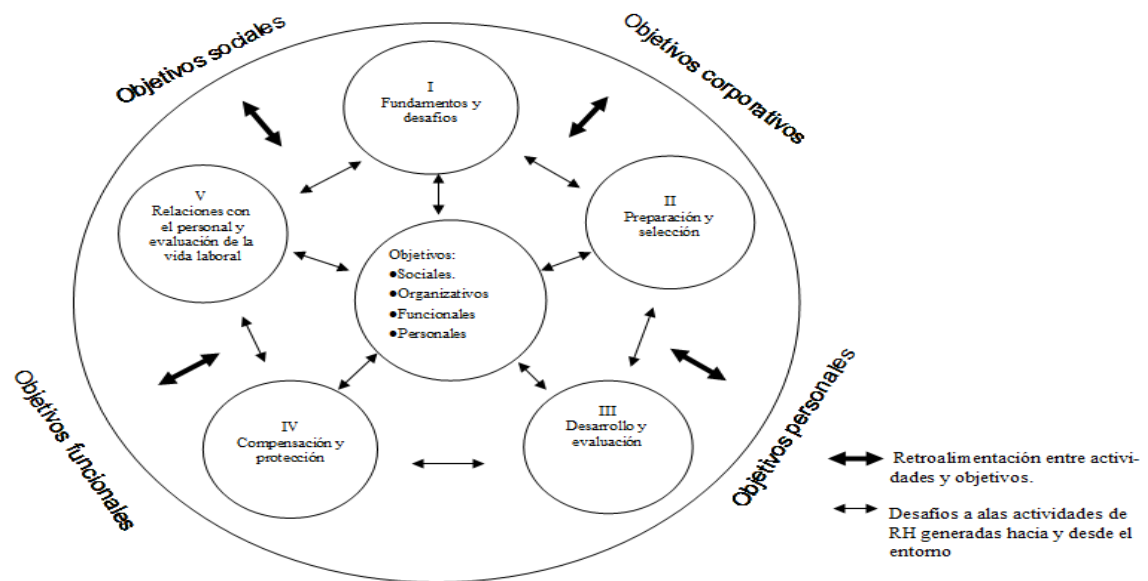 Objetivos sociales
Objetivos corporativos
I
Fundamentos y
desafíos
V
Relaciones con
el personal y
evaluación de la
vida laboral
II
Preparación y
selección
Objetivos:
●Sociales.
●Organizativos
●Funcionales
●Personales
IV
Compensación y
protección
III
Desarrollo y
evaluación
Objetivos funcionales
Objetivos personales
Retroalimentación entre activi-
dades y objetivos.
Desafíos a alas actividades de
RH generadas hacia y desde el
entorno